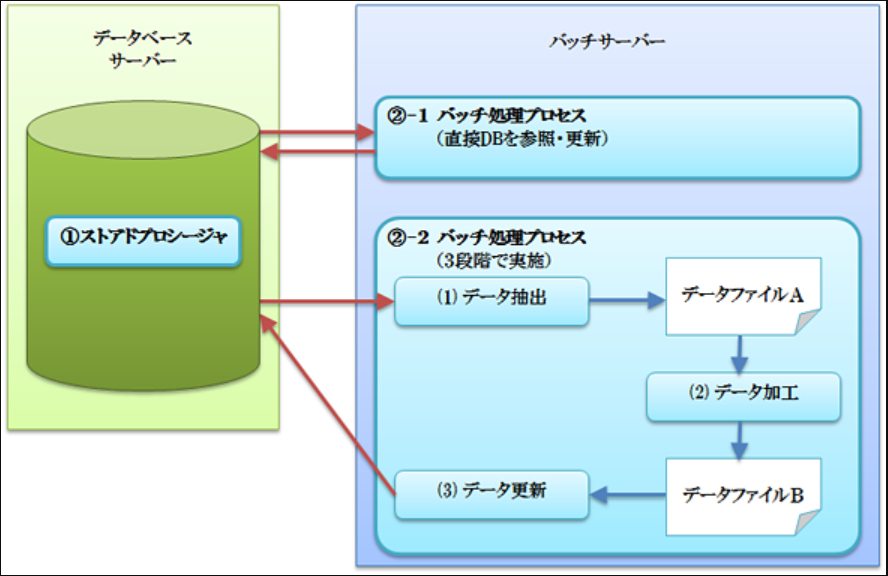 データベース
サーバー
①ストアドプロシージャ
バッチサーバー
②-1 バッチ処理プロセス
(直接DBを参照・更新)
②-2 バッチ処理プロセス
(3段階で実施)
(1) データ抽出
データファイルA
(2) データ加工
データファイルB
(3) データ更新